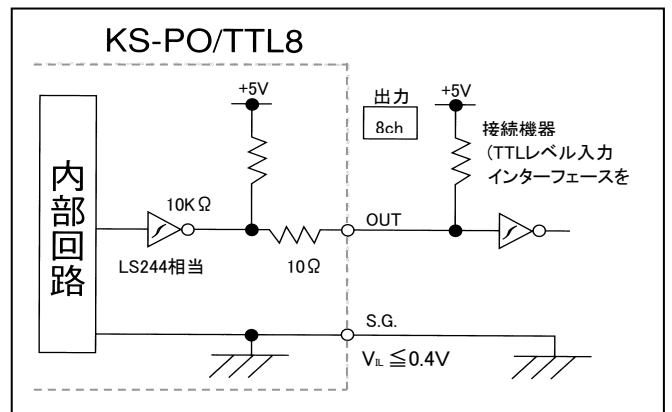 KS-PO/TTL8
+5V
出力
8ch
+5V
接続機器
(TTLレベル入力
インターフェースを
内部回路
10KΩ
LS244相当
10Ω
OUT
S.G.
VIL ≦0.4V